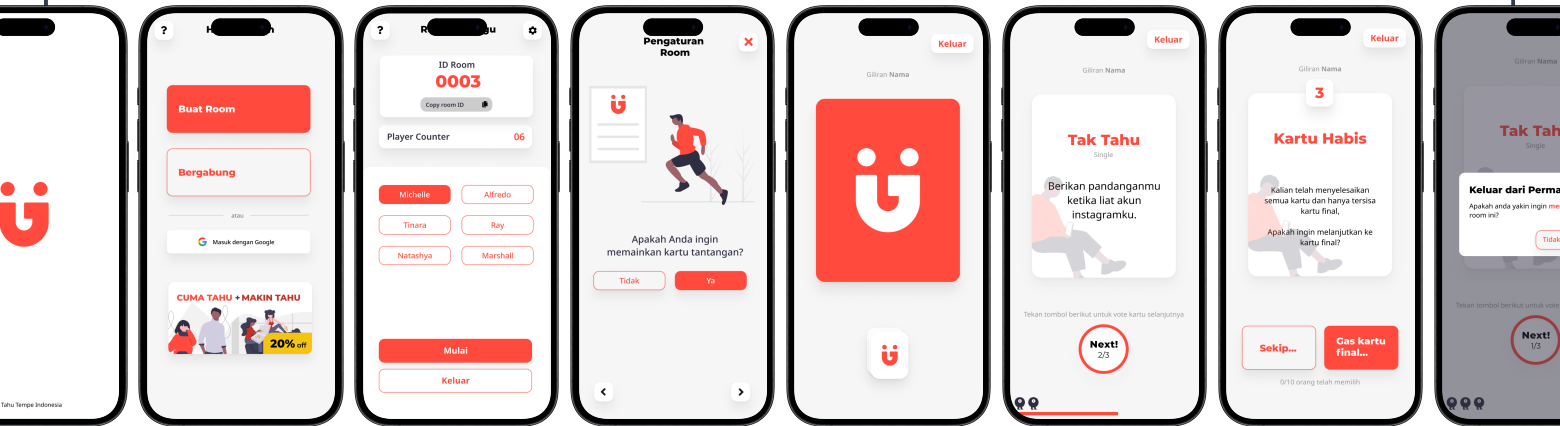 Tahu Tempe Indonesia
?
Buat Room
Bergabung
atau
Masuk dengan Google
CUMA TAHU + MAKIN TAHU
20% off
?
ID Room
0003
Copy room ID
Player Counter 06
Michelle Alfredo
Tinara Ray
Natashya Marshall
Mulai
Keluar
Pengaturan
Room
Apakah Anda ingin
memainkan kartu tantangan?
Tidak Ya
Keluar
Giliran Nama
Keluar
Giliran Nama
Tak Tahu
Single
Berikan pandanganmu
ketika liat akun
instagramku.
Tekan tombol berikut untuk vote kartu selanjutnya
Next!
2/3
Keluar
Giliran Nama
3
Kartu Habis
Kalian telah menyelesaikan
semua kartu dan hanya tersisa
kartu final,
Apakah ingin melanjutkan ke
kartu final?
Sekip...
Gas kartu
final...
0/10 orang telah memilih
Giliran Nama
Tak Tah
Single
Keluar dari Perma
Apakah anda yakin ingin me
room ini?
Tidak
Tekan tombol berikut untuk vote
Next!
1/3